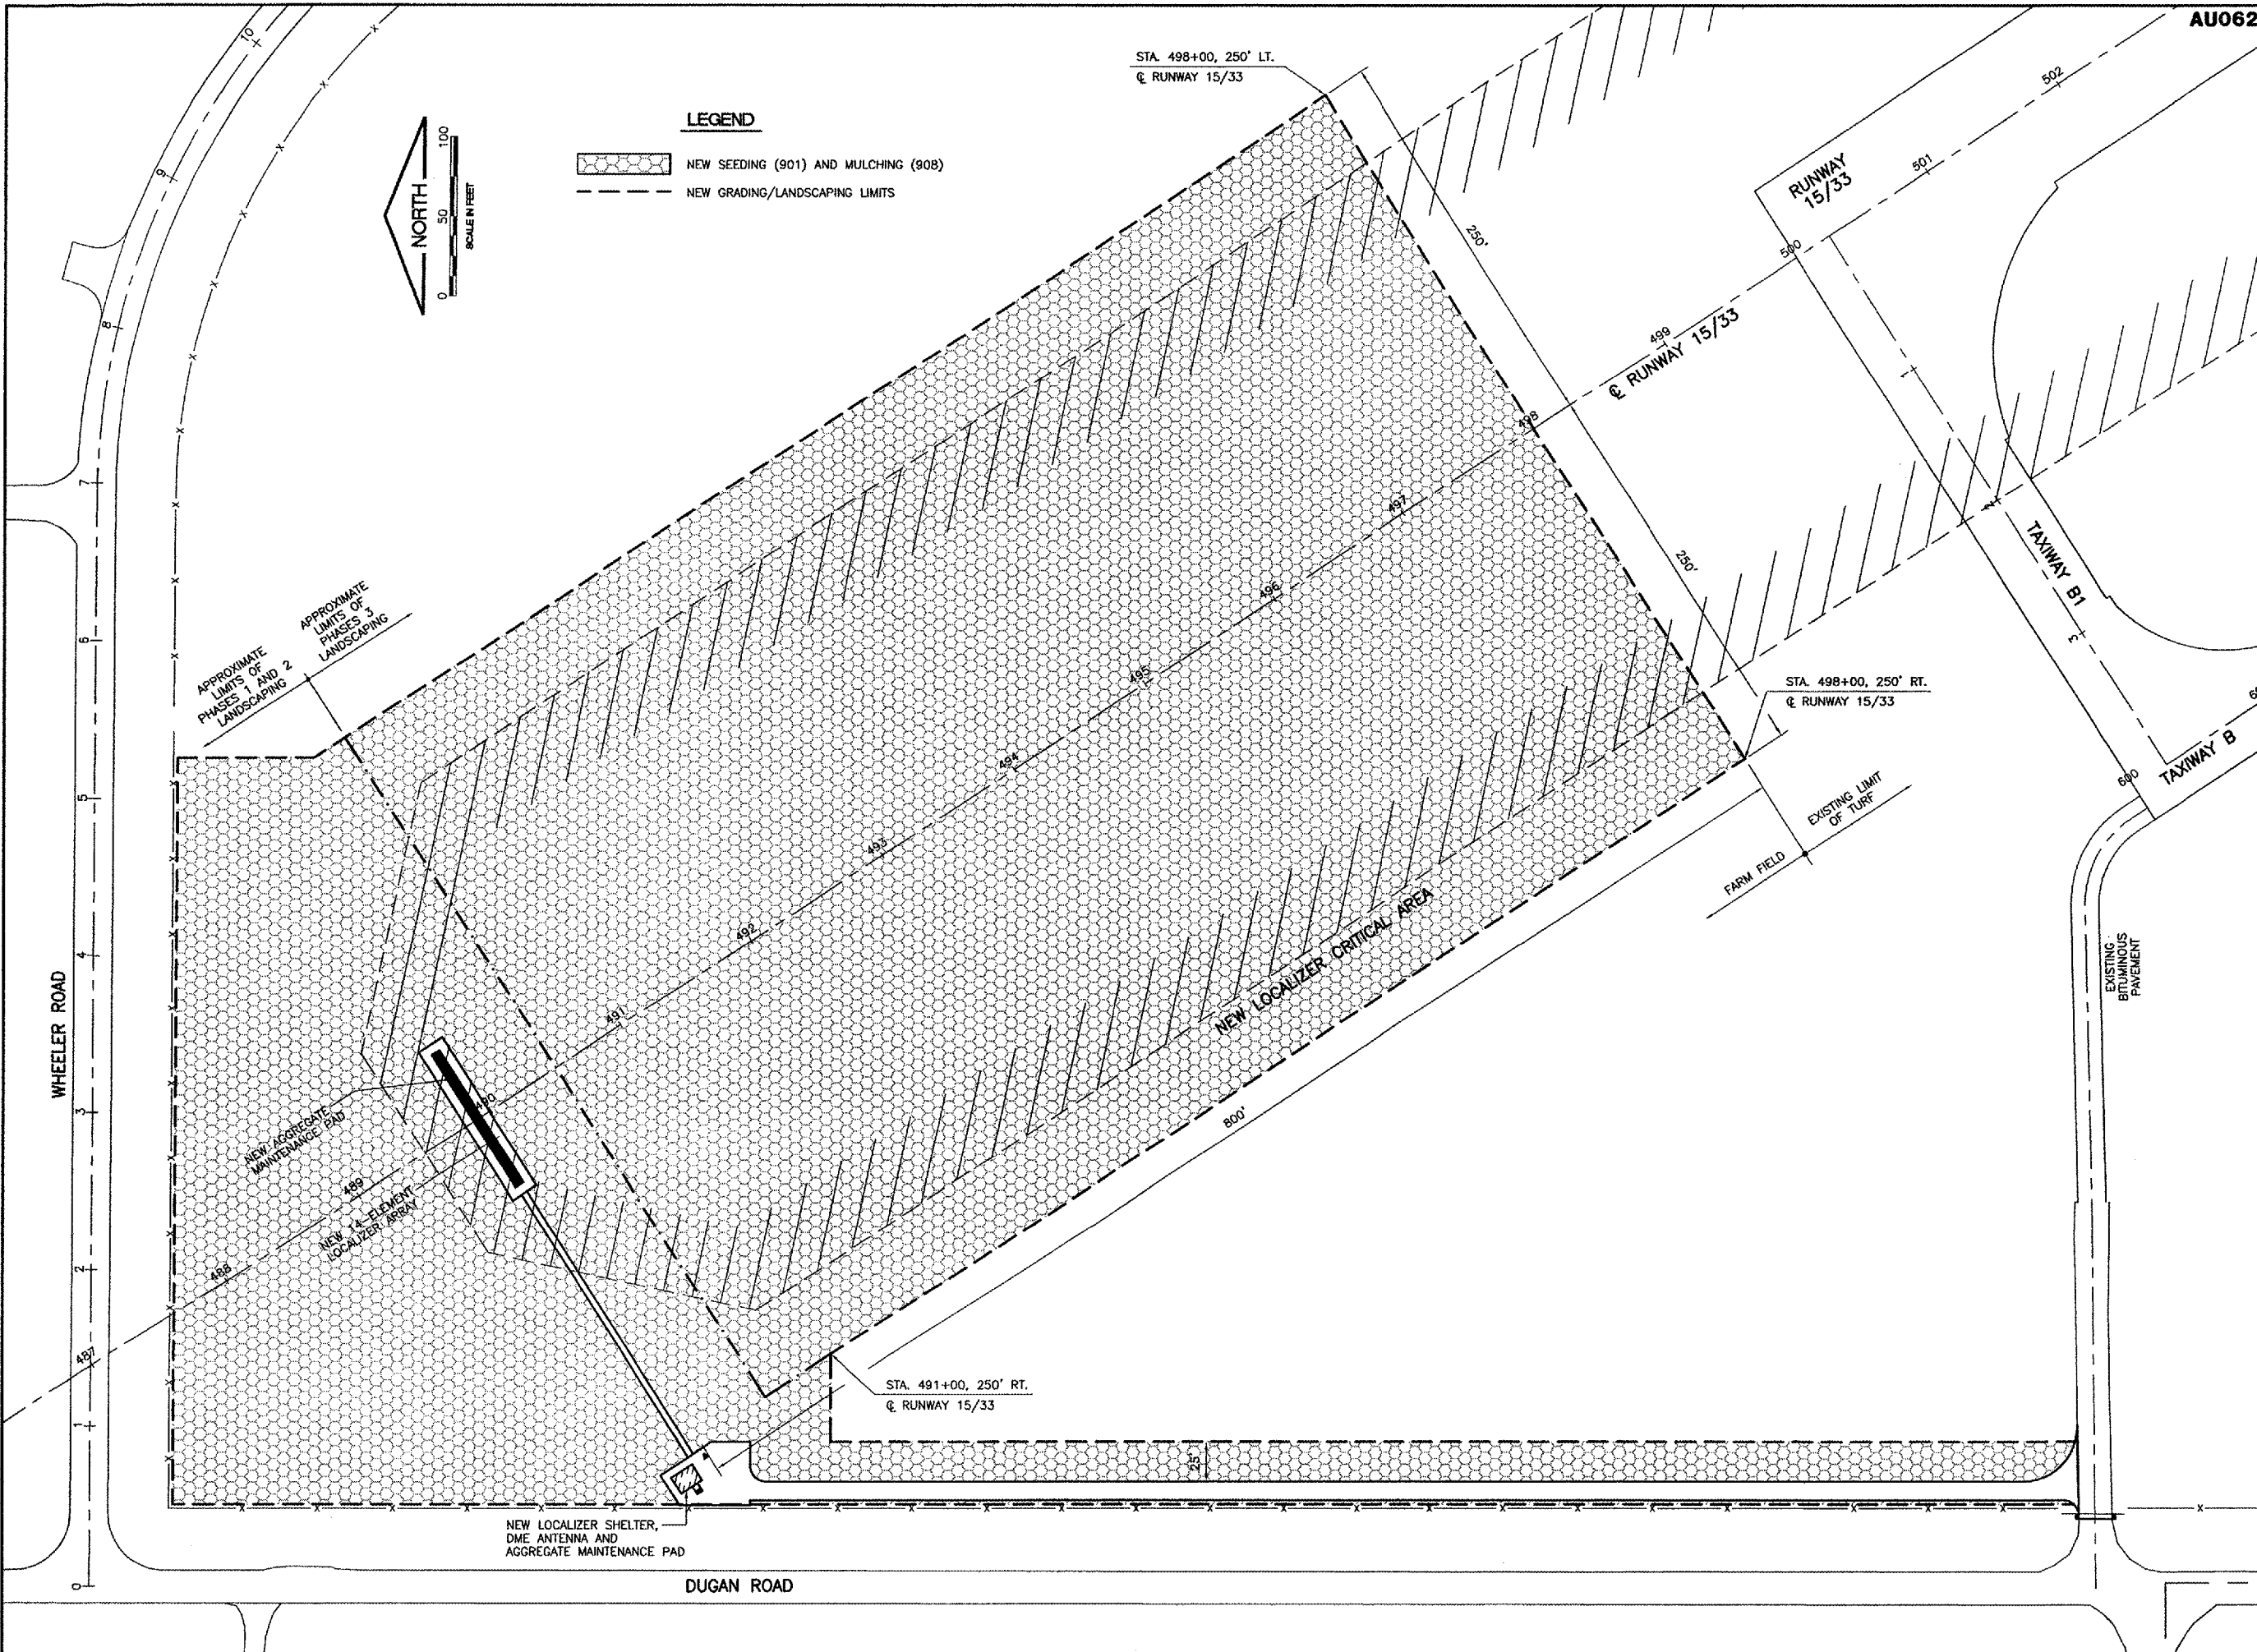 AU062
STA. 498+00, 250' LT.
℄ RUNWAY 15/33
LEGEND
NEW SEEDING (901) AND MULCHING (908)
NEW GRADING/LANDSCAPING LIMITS
NORTH
0
50
100
SCALE IN FEET
10
9
8
7
6
5
4
3
2
1
0
WHEELER ROAD
APPROXIMATE
LIMITS OF
PHASES 1 AND 2
LANDSCAPING
APPROXIMATE
LIMITS OF
PHASES 3
LANDSCAPING
RUNWAY
15/33
502
501
500
499
℄ RUNWAY 15/33
498
497
496
495
494
493
492
491
490
489
488
487
250'
250'
1
2
3
TAXIWAY B1
TAXIWAY B
600
STA. 498+00, 250' RT.
℄ RUNWAY 15/33
EXISTING LIMIT
OF TURF
FARM FIELD
EXISTING
BITUMINOUS
PAVEMENT
NEW LOCALIZER CRITICAL AREA
800'
NEW AGGREGATE
MAINTENANCE PAD
NEW 14-ELEMENT
LOCALIZER ARRAY
STA. 491+00, 250' RT.
℄ RUNWAY 15/33
25'
NEW LOCALIZER SHELTER,
DME ANTENNA AND
AGGREGATE MAINTENANCE PAD
DUGAN ROAD